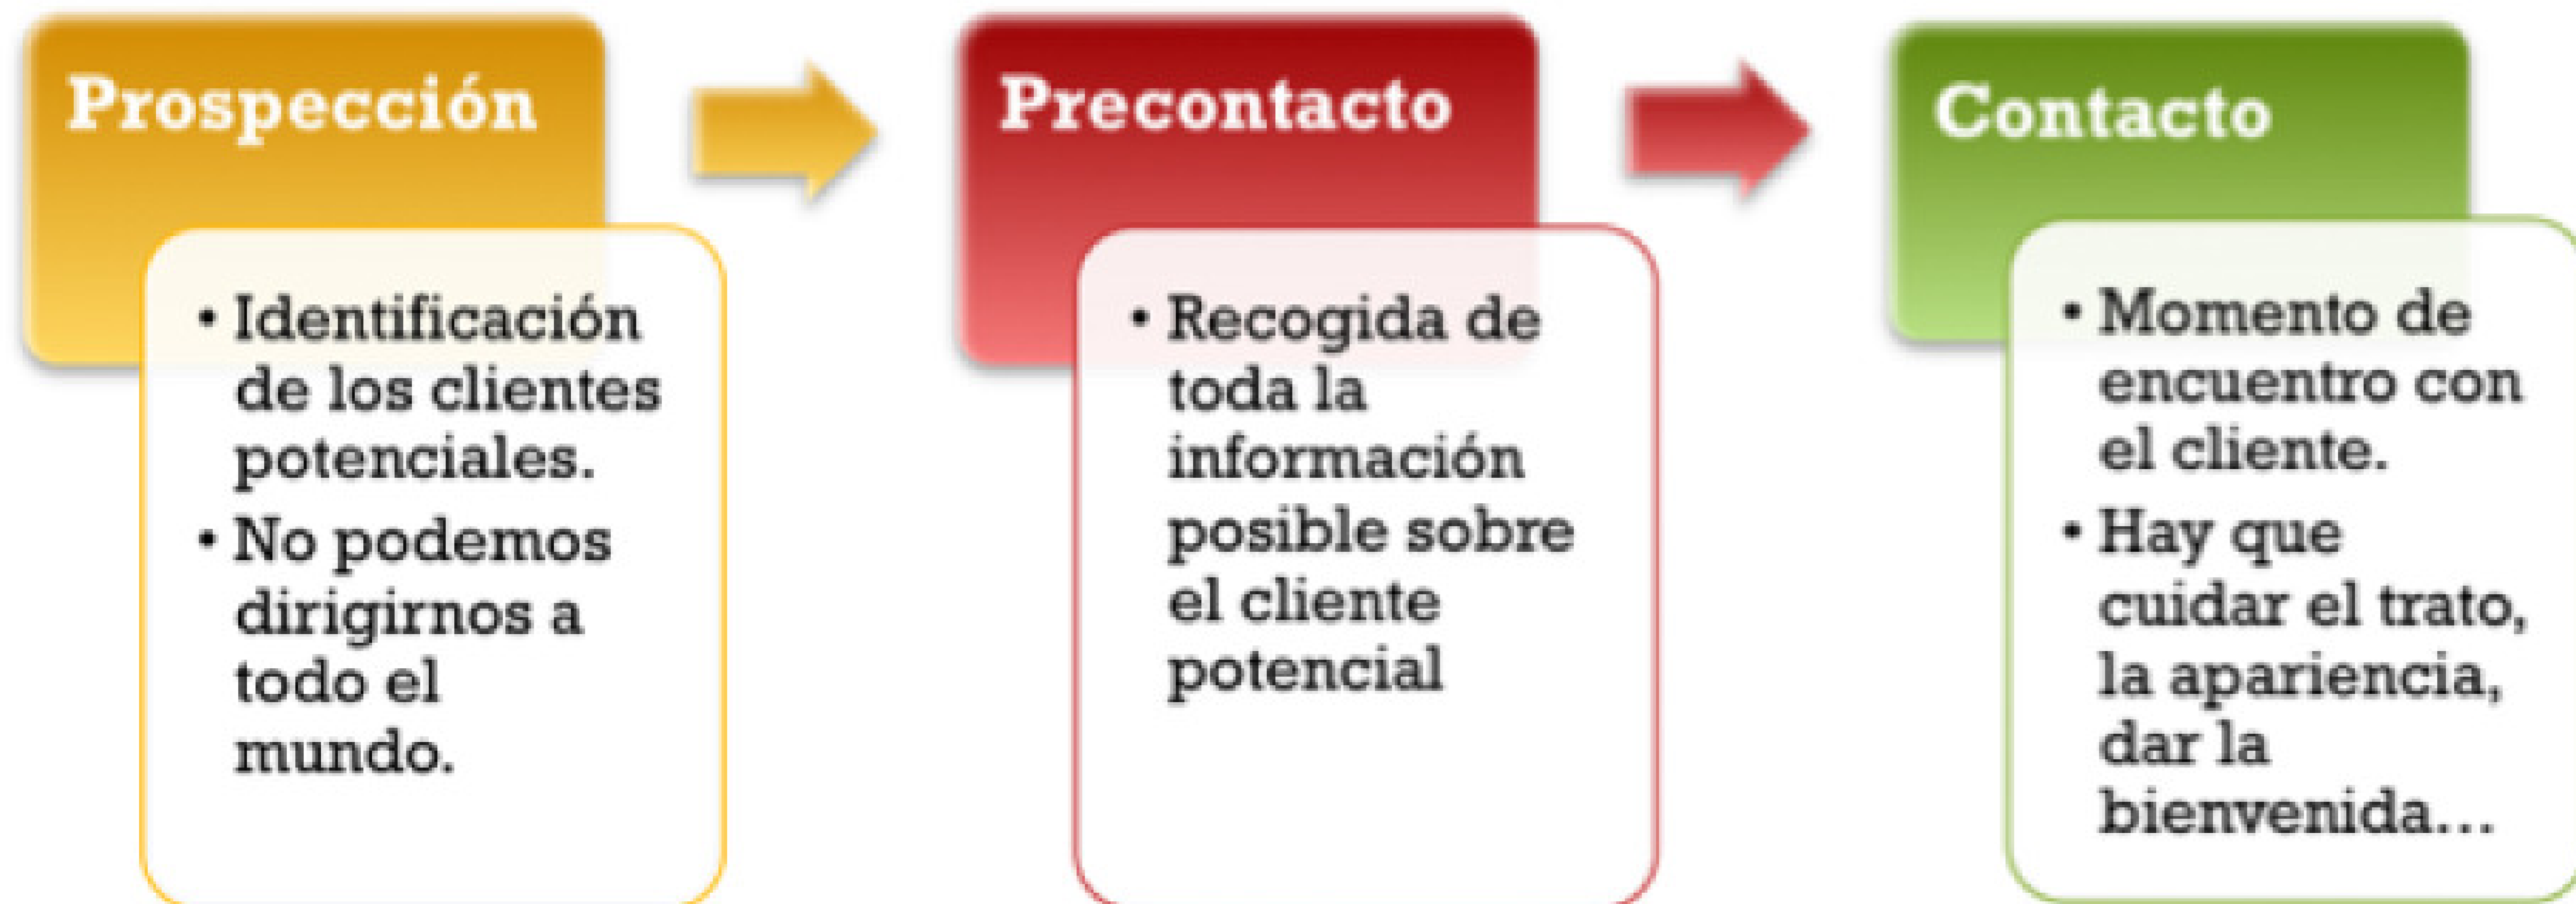 Prospección
• Identificación
de los clientes
potenciales.
• No podemos
dirigirnos a
todo el
mundo.
Precontacto
• Recogida de
toda la
información
posible sobre
el cliente
potencial
Contacto
• Momento de
encuentro con
el cliente.
• Hay que
cuidar el trato,
la apariencia,
dar la
bienvenida...